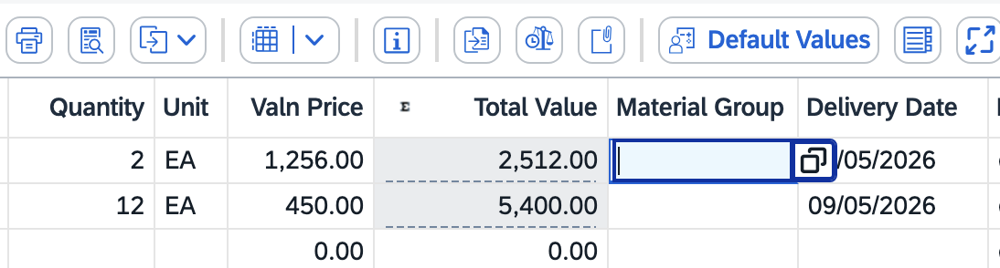 Default Values
Quantity Unit Valn Price Σ Total Value Material Group Delivery Date
2 EA 1,256.00 2,512.00 /05/2026
12 EA 450.00 5,400.00 09/05/2026
0.00 0.00